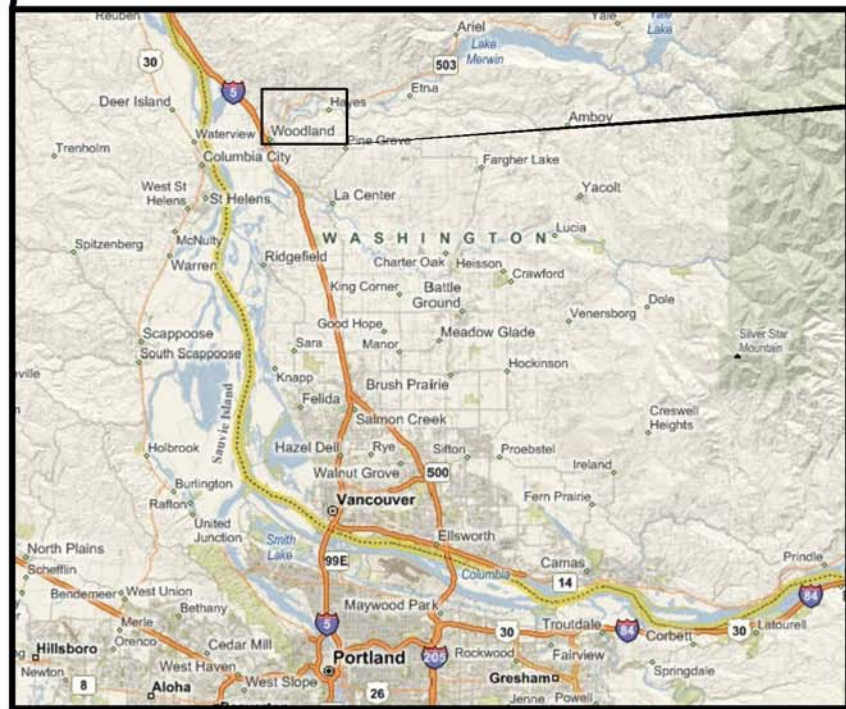 Reuben
Ariel
Yale
Yale
Lake
Lake
Merwin
30
503
5
Etna
Hayes
Deer Island
Amboy
Woodland
Waterview
Pine Grove
Trenholm
Columbia City
Fargher Lake
West St
Helens
St Helens
La Center
Yacolt
McNulty
WASHINGTON
Lucia
Spitzenberg
Warren
Ridgefield
Charter Oak
Heisson
Crawford
King Corner
Battle
Ground
Dole
Venersborg
Good Hope
Meadow Glade
Scappoose
Sara
Manor
Silver Star
Mountain
South Scappoose
Hockinson
ville
Knapp
Brush Prairie
Felida
Salmon Creek
Creswell
Heights
Sauvie Island
Holbrook
Hazel Dell
Rye
Sifton
Proebstel
Walnut Grove
500
Ireland
Burlington
Rafton
Vancouver
Fern Prairie
United
Junction
Smith
Lake
Ellsworth
North Plains
99E
Camas
Prindle
Schefflin
Columbia
14
Bendemeer
West Union
84
Bethany
Maywood Park
Merle
5
30
Troutdale
84
30
Latourell
Orenco
Cedar Mill
Corbett
Hillsboro
Portland
205
Rockwood
Fairview
West Haven
Newton
Gresham
Springdale
8
Aloha
West Slope
26
Jenne
Powell